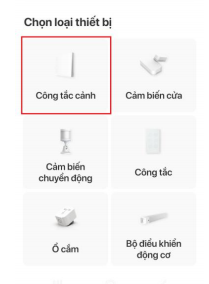 Chọn loại thiết bị
Công tắc cảnh
Cảm biến cửa
Cảm biến
chuyển động
Công tắc
Ổ cắm
Bộ điều khiển
động cơ